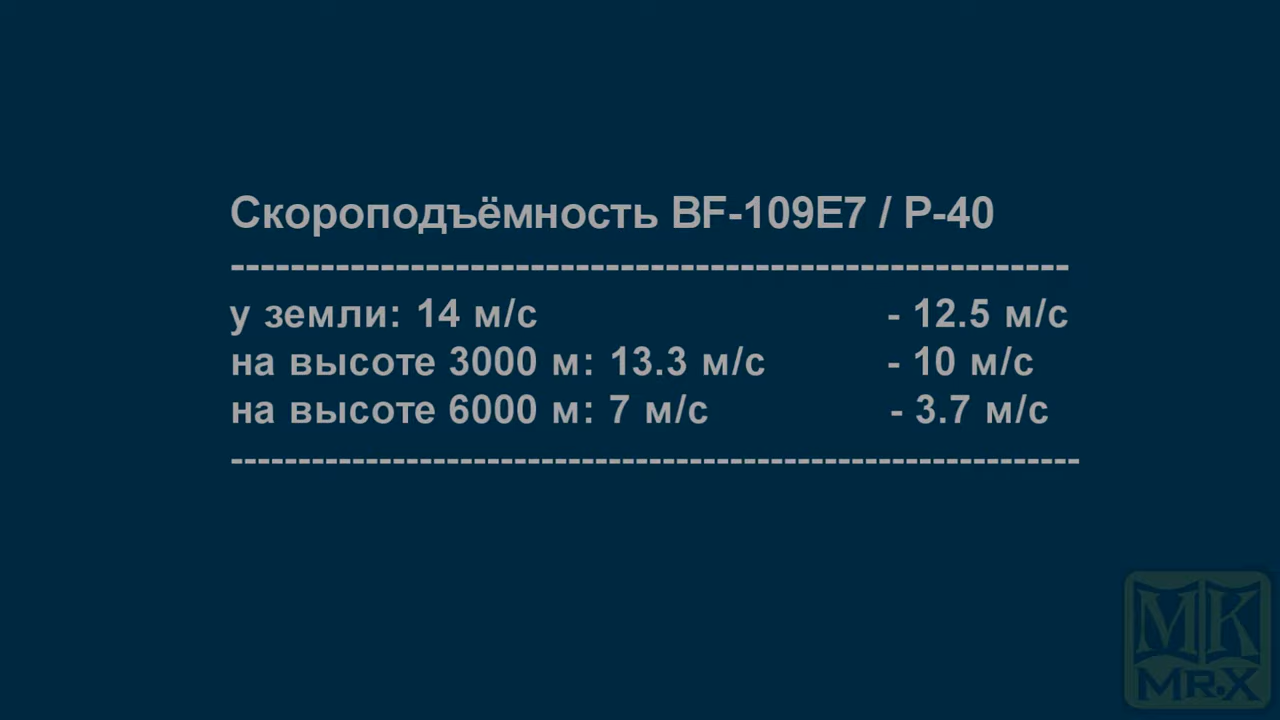 Скороподъёмность BF-109E7 / P-40
--------------------------------------------------------
у земли: 14 м/с - 12.5 м/с
на высоте 3000 м: 13.3 м/с - 10 м/с
на высоте 6000 м: 7 м/с - 3.7 м/с
---------------------------------------------------------------
MK
MR.X